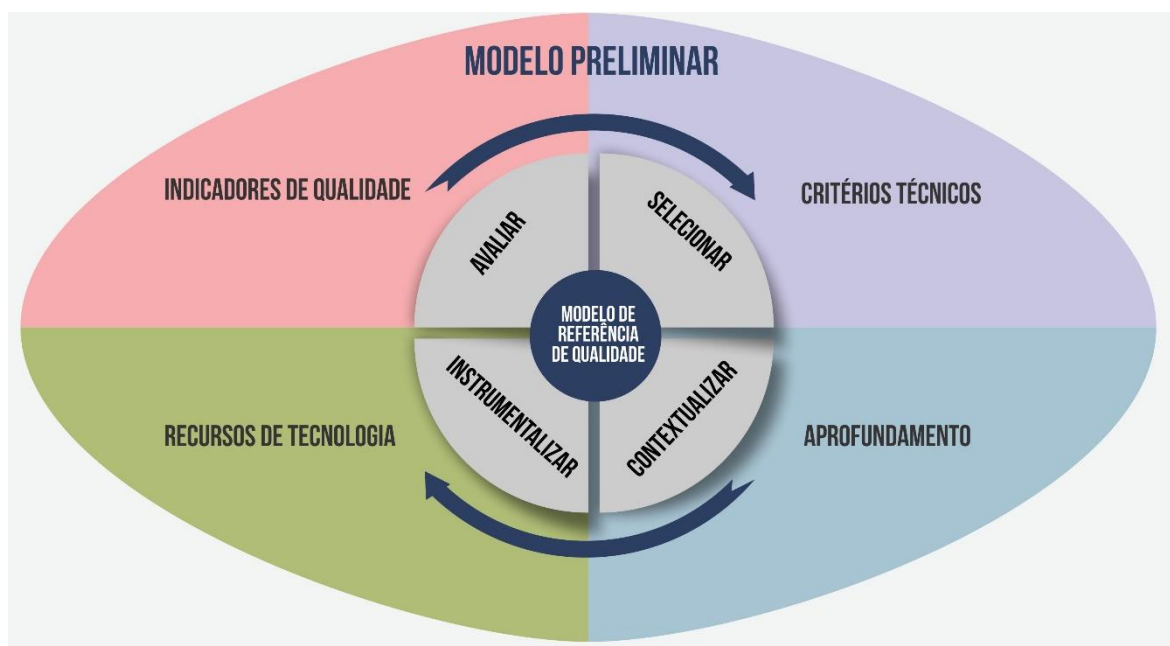 MODELO PRELIMINAR
INDICADORES DE QUALIDADE
CRITÉRIOS TÉCNICOS
AVALIAR
SELECIONAR
MODELO DE
REFERÊNCIA
DE QUALIDADE
INSTRUMENTALIZAR
CONTEXTUALIZAR
RECURSOS DE TECNOLOGIA
APROFUNDAMENTO